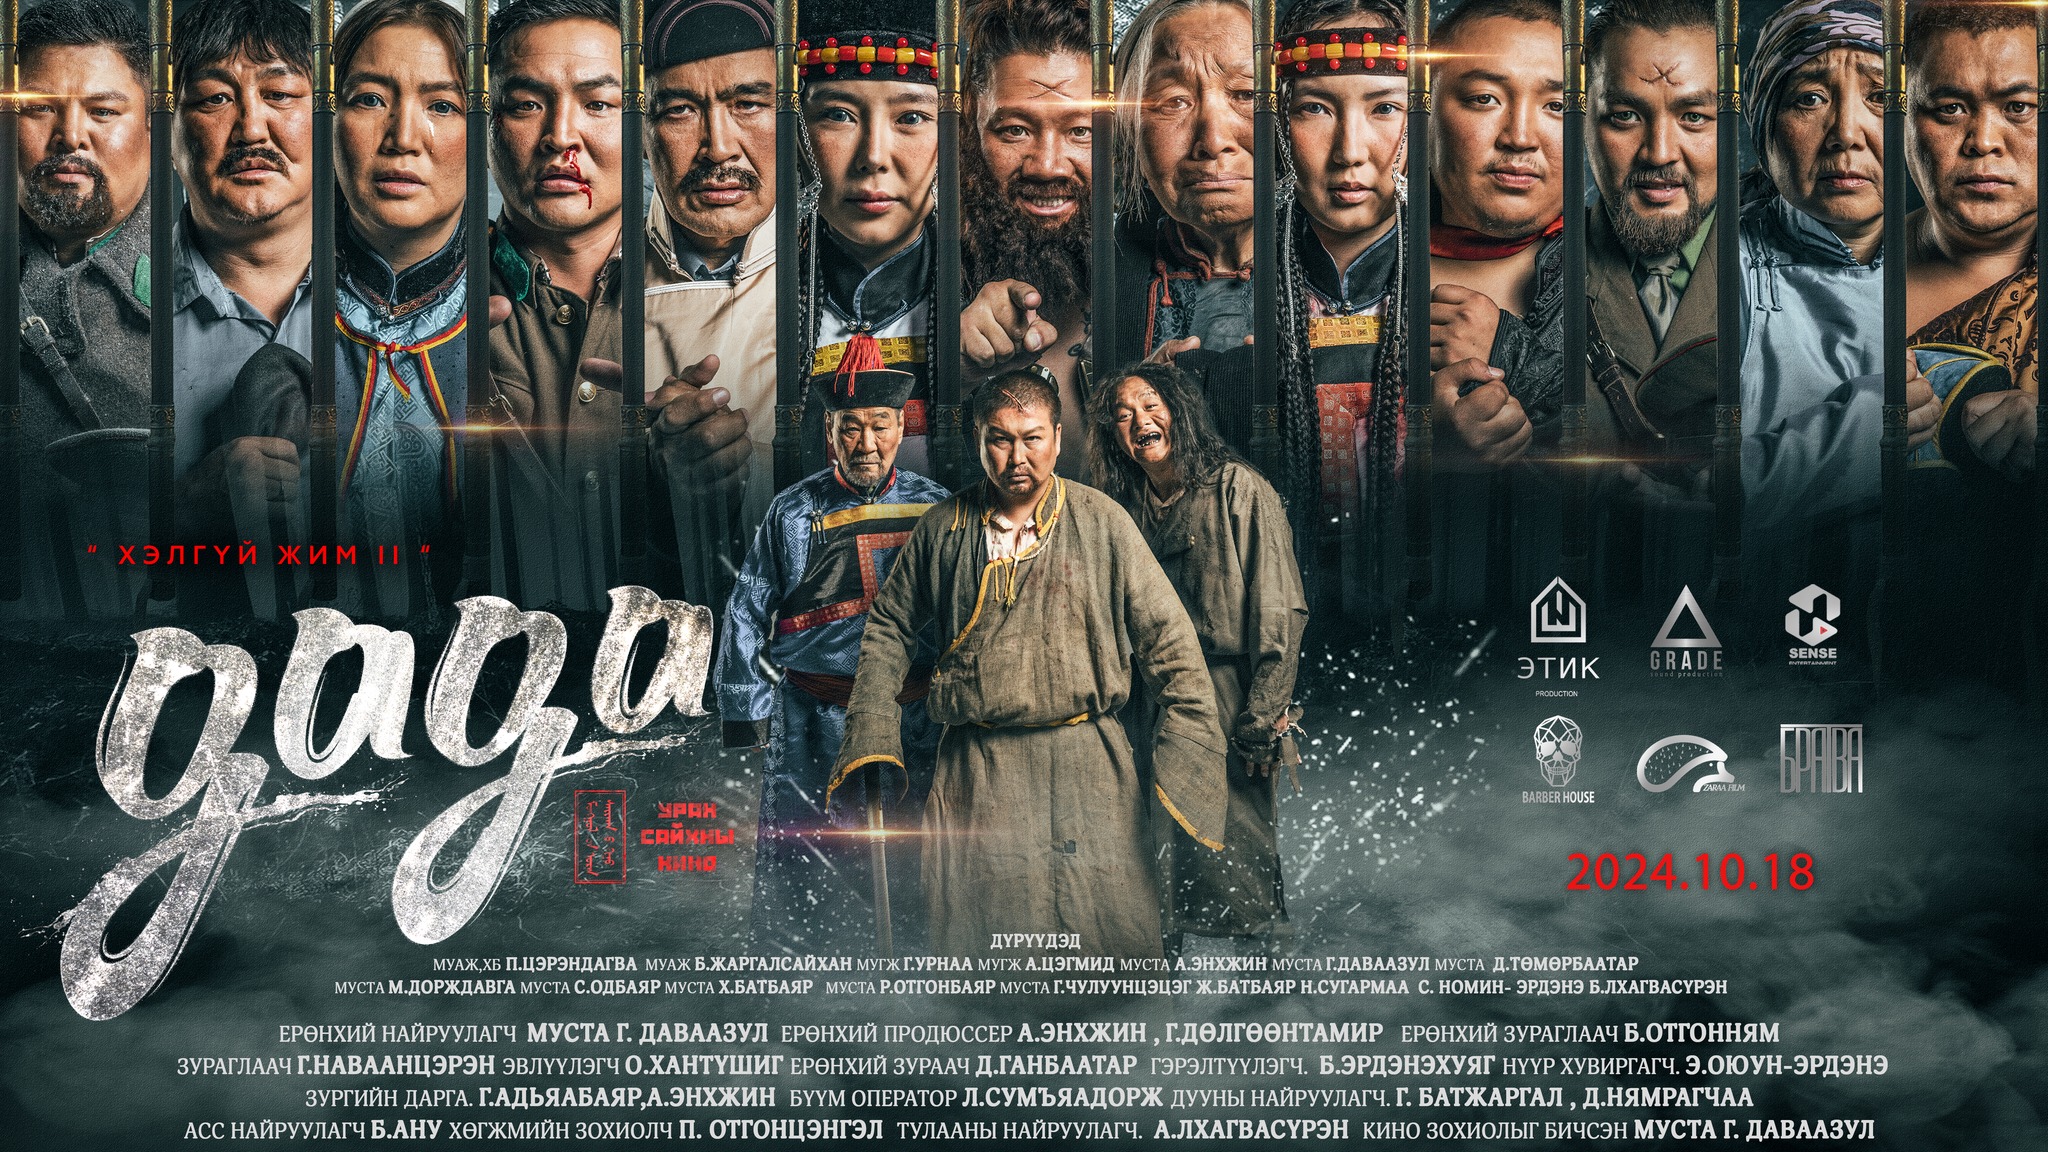 “ ХЭЛГҮЙ ЖИМ II “
дада
УРАН
САЙХНЫ
КИНО
ЭТИК
PRODUCTION
GRADE
sound production
SENSE
ENTERTAINMENT
BARBER HOUSE
ZARAA FILM
2024.10.18
ДҮРҮҮДЭД
МУАЖ,ХБ П.ЦЭРЭНДАГВА МУАЖ Б.ЖАРГАЛСАЙХАН МУГЖ Г.УРНАА МУГЖ А.ЦЭГМИД МУСТА А.ЭНХЖИН МУСТА Г.ДАВААЗУЛ МУСТА Д.ТӨМӨРБААТАР
МУСТА М.ДОРЖДАВГА МУСТА С.ОДБАЯР МУСТА Х.БАТБАЯР МУСТА Р.ОТГОНБАЯР МУСТА Г.ЧУЛУУНЦЭЦЭГ Ж.БАТБАЯР Н.СУГАРМАА С. НОМИН- ЭРДЭНЭ Б.ЛХАГВАСҮРЭН
ЕРӨНХИЙ НАЙРУУЛАГЧ МУСТА Г. ДАВААЗУЛ ЕРӨНХИЙ ПРОДЮССЕР А.ЭНХЖИН , Г.ДӨЛГӨӨНТАМИР ЕРӨНХИЙ ЗУРАГЛААЧ Б.ОТГОННЯМ
ЗУРАГЛААЧ Г.НАВААНЦЭРЭН ЭВЛҮҮЛЭГЧ О.ХАНТҮШИГ ЕРӨНХИЙ ЗУРААЧ Д.ГАНБААТАР ГЭРЭЛТҮҮЛЭГЧ. Б.ЭРДЭНЭХУЯГ НҮҮР ХУВИРГАГЧ. Э.ОЮУН-ЭРДЭНЭ
ЗУРГИЙН ДАРГА. Г.АДЬЯАБАЯР,А.ЭНХЖИН БҮҮМ ОПЕРАТОР Л.СУМЪЯАДОРЖ ДУУНЫ НАЙРУУЛАГЧ. Г. БАТЖАРГАЛ , Д.НЯМРАГЧАА
АСС НАЙРУУЛАГЧ Б.АНУ ХӨГЖМИЙН ЗОХИОЛЧ П. ОТГОНЦЭНГЭЛ ТУЛААНЫ НАЙРУУЛАГЧ. А.ЛХАГВАСҮРЭН КИНО ЗОХИОЛЫГ БИЧСЭН МУСТА Г. ДАВААЗУЛ